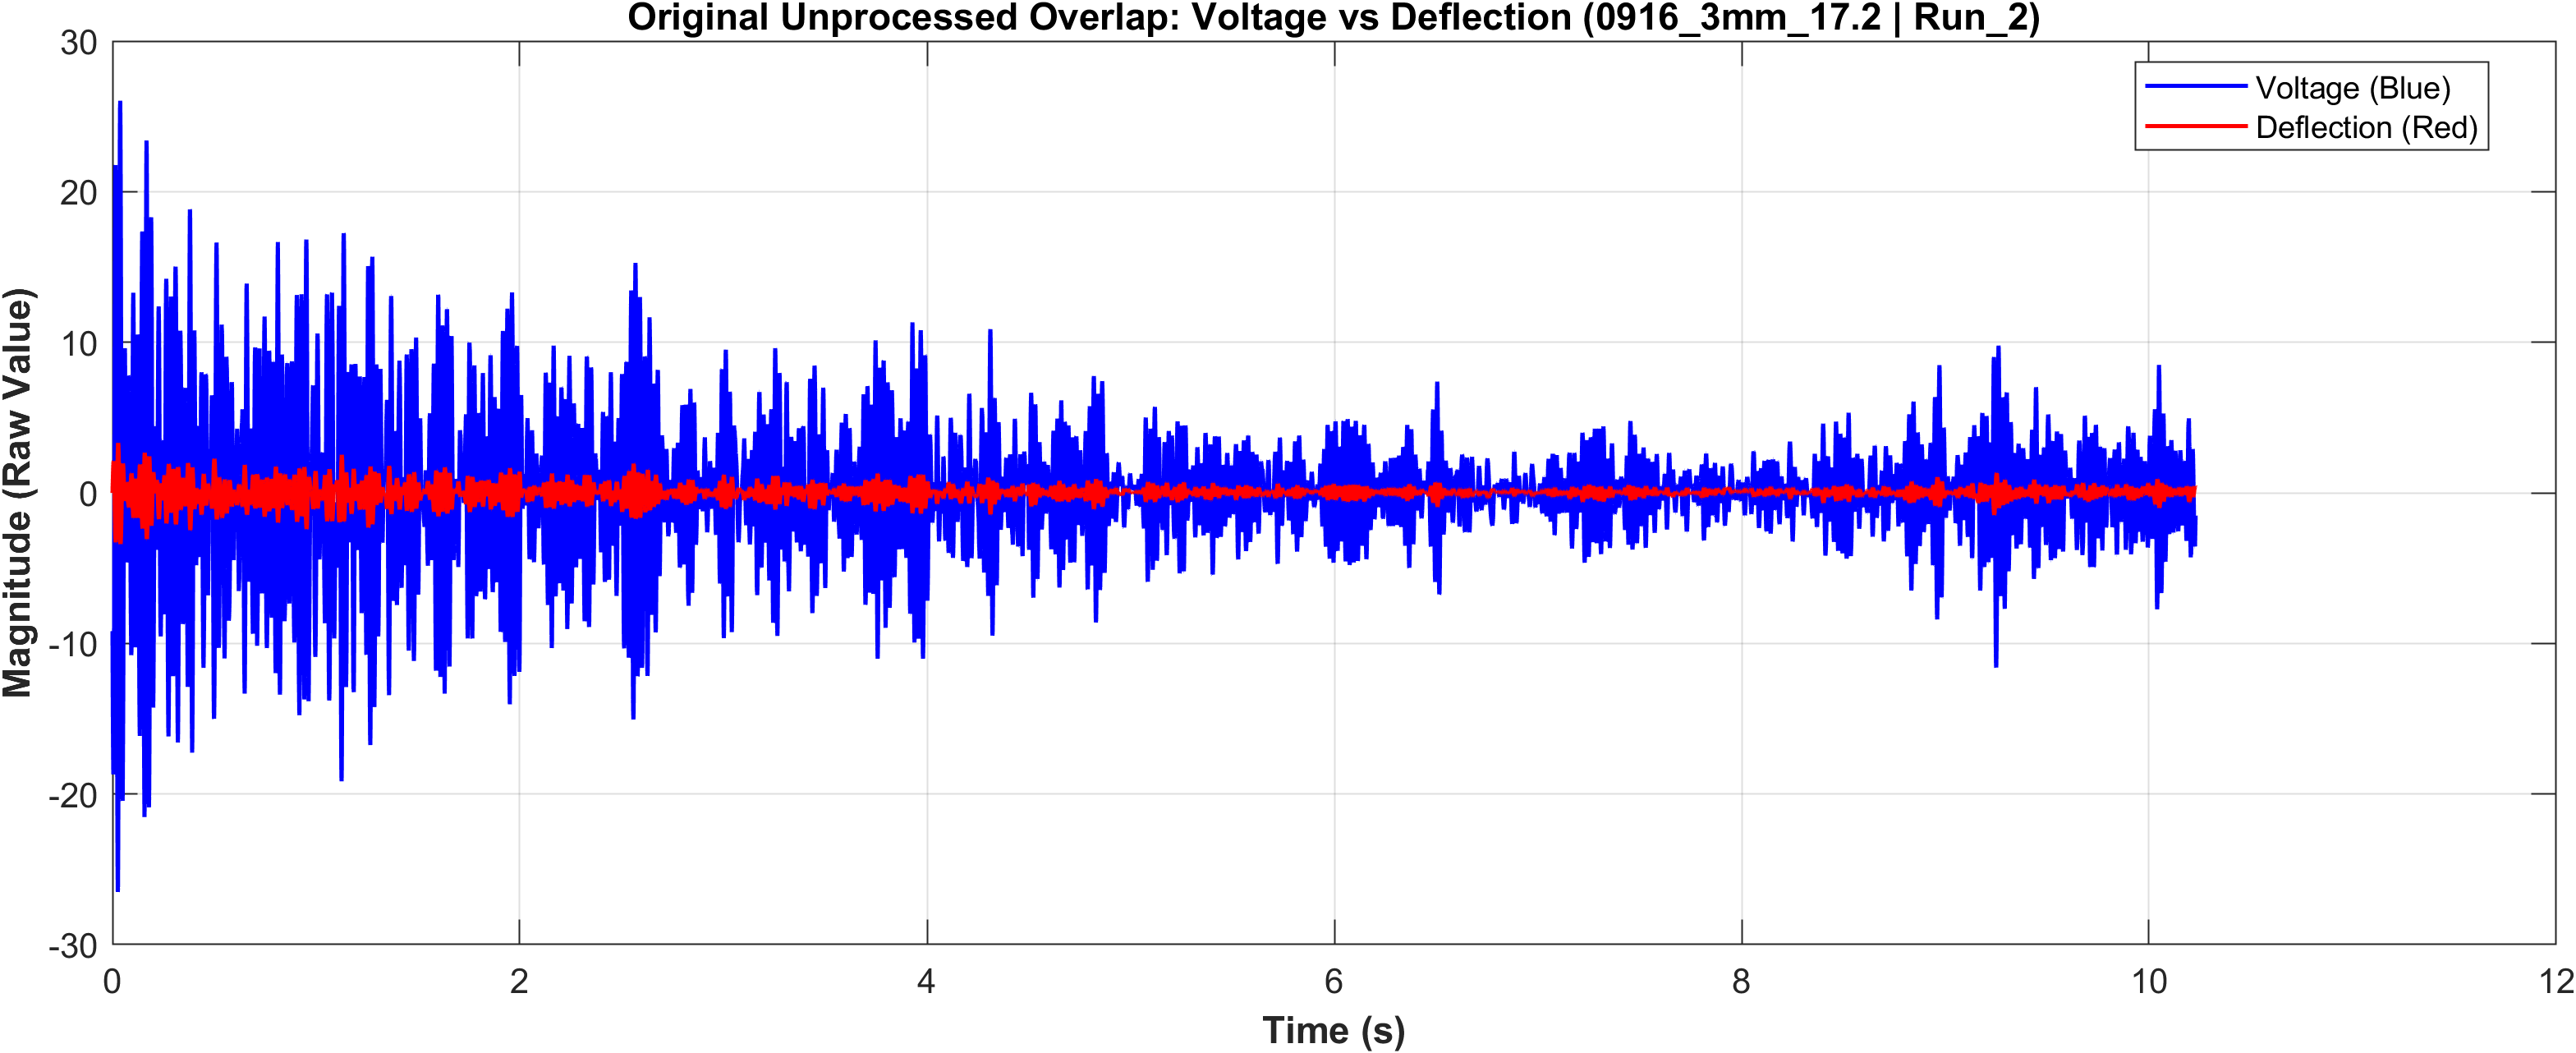 Original Unprocessed Overlap: Voltage vs Deflection (0916_3mm_17.2 | Run_2)
Voltage (Blue)
Deflection (Red)
Magnitude (Raw Value)
30
20
10
0
-10
-20
-30
0 2 4 6 8 10 12
Time (s)